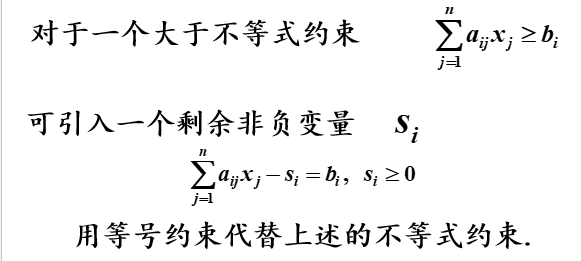 对于一个大于不等式约束 $\sum_{j=1}^{n} a_{ij} x_j \geq b_i$
可引入一个剩余非负变量 $s_i$
$\sum_{j=1}^{n} a_{ij} x_j - s_i = b_i, \; s_i \geq 0$
用等号约束代替上述的不等式约束.